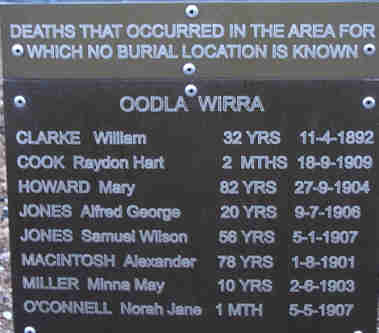 DEATHS THAT OCCURRED IN THE AREA FOR
WHICH NO BURIAL LOCATION IS KNOWN
OODLA WIRRA
CLARKE William 32 YRS 11-4-1892
COOK Raydon Hart 2 MTHS 18-9-1909
HOWARD Mary 82 YRS 27-9-1904
JONES Alfred George 20 YRS 9-7-1906
JONES Samuel Wilson 56 YRS 5-1-1907
MACINTOSH Alexander 78 YRS 1-8-1901
MILLER Minna May 10 YRS 2-6-1903
O'CONNELL Norah Jane 1 MTH 5-5-1907